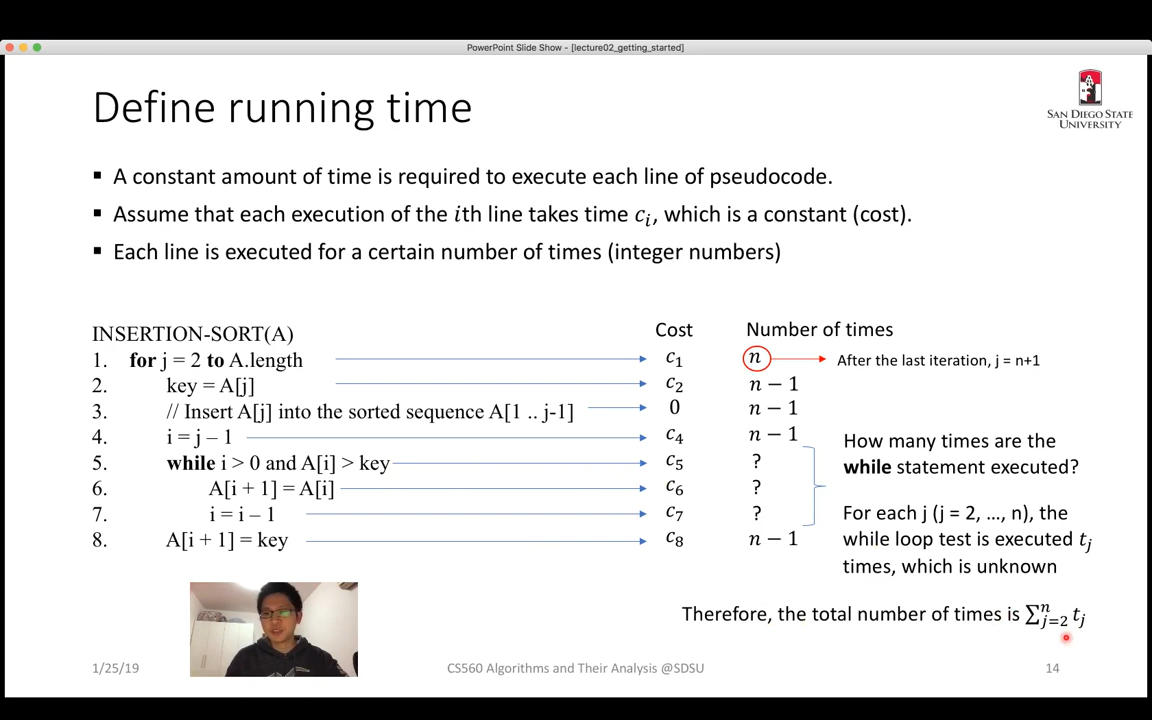 PowerPoint Slide Show - [lecture02_getting_started]
Define running time
SAN DIEGO STATE
UNIVERSITY
▪ A constant amount of time is required to execute each line of pseudocode.
▪ Assume that each execution of the 𝑖th line takes time 𝑐ᵢ, which is a constant (cost).
▪ Each line is executed for a certain number of times (integer numbers)
INSERTION-SORT(A) Cost Number of times
1. for j = 2 to A.length c₁ n After the last iteration, j = n+1
2. key = A[j] c₂ n − 1
3. // Insert A[j] into the sorted sequence A[1 .. j-1] 0 n − 1
4. i = j – 1 c₄ n − 1
5. while i > 0 and A[i] > key c₅ ?
6. A[i + 1] = A[i] c₆ ?
7. i = i – 1 c₇ ?
8. A[i + 1] = key c₈ n − 1
How many times are the
while statement executed?
For each j (j = 2, …, n), the
while loop test is executed tⱼ
times, which is unknown
Therefore, the total number of times is ∑ⁿⱼ₌₂ tⱼ
1/25/19 CS560 Algorithms and Their Analysis @SDSU 14